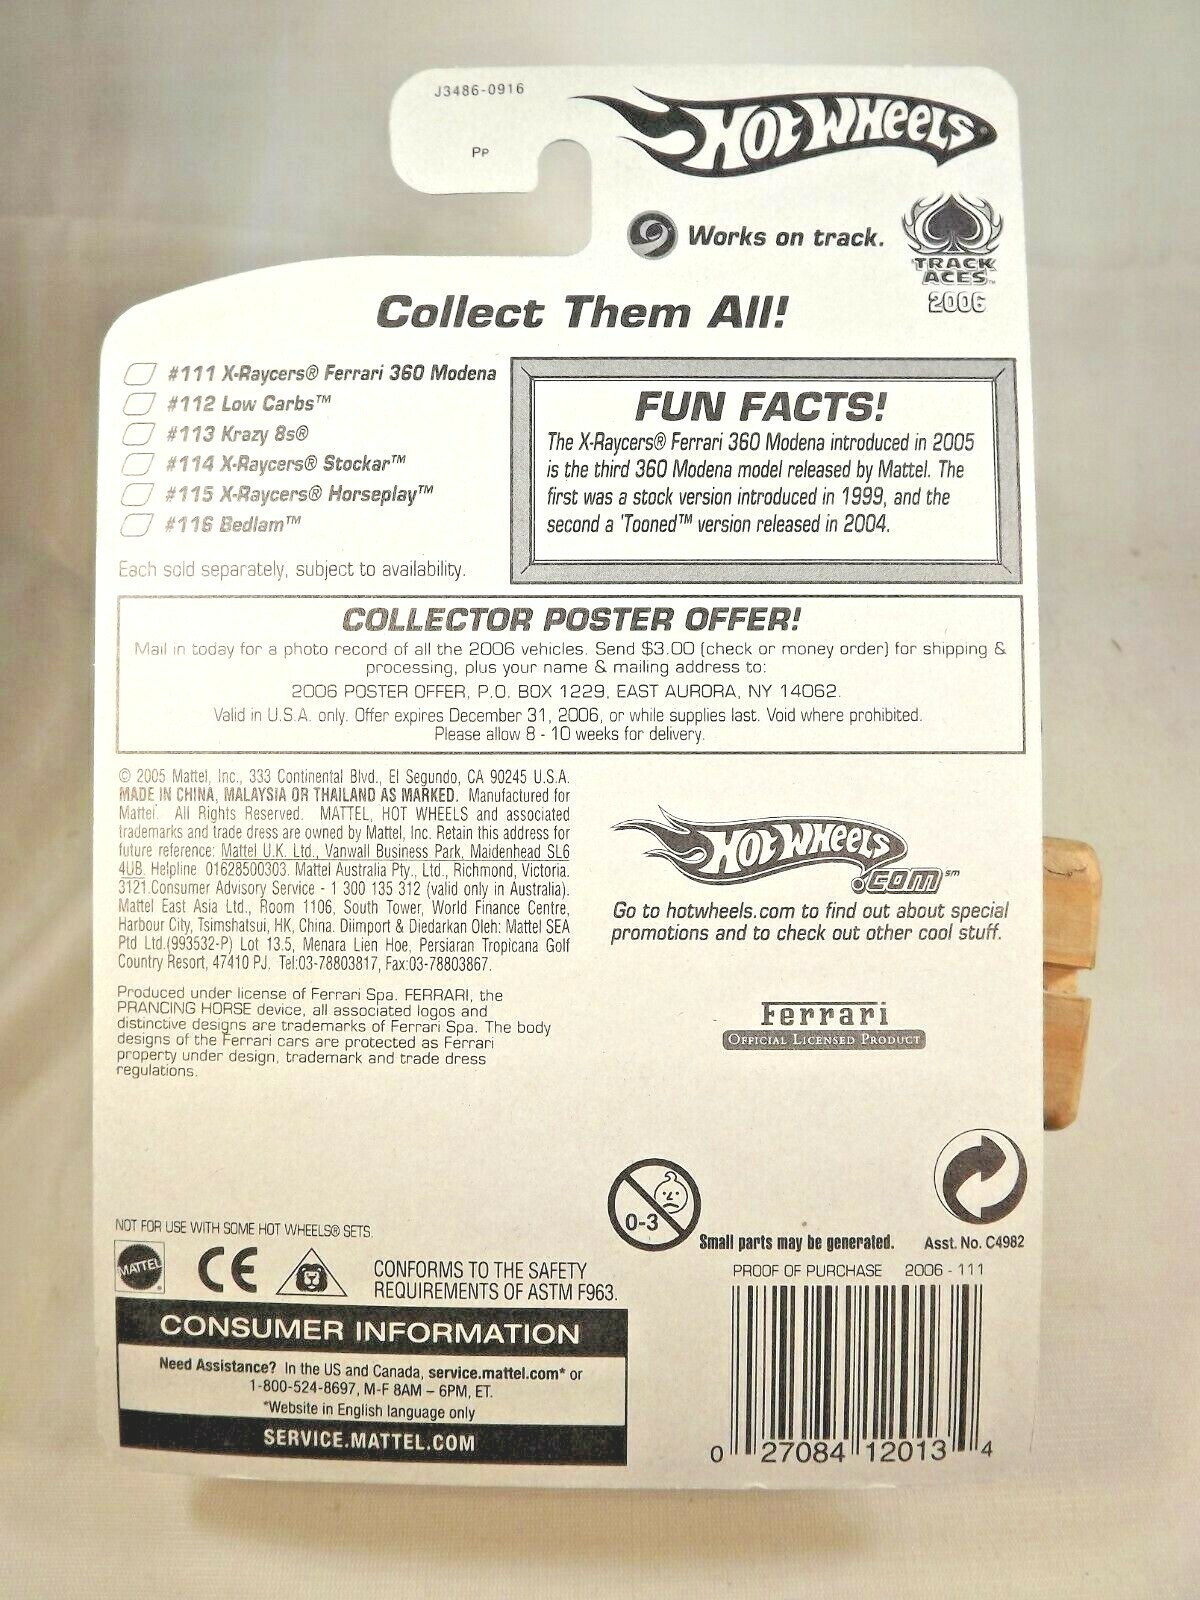 J3486-0916
PP
HOT WHEELS®
Works on track.
TRACK
ACES™
2006
Collect Them All!
#111 X-Raycers® Ferrari 360 Modena
#112 Low Carbs™
#113 Krazy 8s®
#114 X-Raycers® Stockar™
#115 X-Raycers® Horseplay™
#116 Bedlam™
Each sold separately, subject to availability.
FUN FACTS!
The X-Raycers® Ferrari 360 Modena introduced in 2005
is the third 360 Modena model released by Mattel. The
first was a stock version introduced in 1999, and the
second a 'Tooned™ version released in 2004.
COLLECTOR POSTER OFFER!
Mail in today for a photo record of all the 2006 vehicles. Send $3.00 (check or money order) for shipping &
processing, plus your name & mailing address to:
2006 POSTER OFFER, P.O. BOX 1229, EAST AURORA, NY 14062.
Valid in U.S.A. only. Offer expires December 31, 2006, or while supplies last. Void where prohibited.
Please allow 8 - 10 weeks for delivery.
© 2005 Mattel, Inc., 333 Continental Blvd., El Segundo, CA 90245 U.S.A.
MADE IN CHINA, MALAYSIA OR THAILAND AS MARKED. Manufactured for
Mattel. All Rights Reserved. MATTEL, HOT WHEELS and associated
trademarks and trade dress are owned by Mattel, Inc. Retain this address for
future reference: Mattel U.K. Ltd., Vanwall Business Park, Maidenhead SL6
4UB. Helpline 01628500303. Mattel Australia Pty., Ltd., Richmond, Victoria.
3121.Consumer Advisory Service - 1 300 135 312 (valid only in Australia).
Mattel East Asia Ltd., Room 1106, South Tower, World Finance Centre,
Harbour City, Tsimshatsui, HK, China. Diimport & Diedarkan Oleh: Mattel SEA
Ptd Ltd.(993532-P) Lot 13.5, Menara Lien Hoe, Persiaran Tropicana Golf
Country Resort, 47410 PJ. Tel:03-78803817, Fax:03-78803867.
Produced under license of Ferrari Spa. FERRARI, the
PRANCING HORSE device, all associated logos and
distinctive designs are trademarks of Ferrari Spa. The body
designs of the Ferrari cars are protected as Ferrari
property under design, trademark and trade dress
regulations.
HOT WHEELS
.COM℠
Go to hotwheels.com to find out about special
promotions and to check out other cool stuff.
Ferrari
OFFICIAL LICENSED PRODUCT
0-3
Small parts may be generated.
Asst. No. C4982
NOT FOR USE WITH SOME HOT WHEELS® SETS.
MATTEL
CE
CONFORMS TO THE SAFETY
REQUIREMENTS OF ASTM F963.
CONSUMER INFORMATION
Need Assistance? In the US and Canada, service.mattel.com* or
1-800-524-8697, M-F 8AM – 6PM, ET.
*Website in English language only
SERVICE.MATTEL.COM
PROOF OF PURCHASE 2006 - 111
0 27084 12013 4